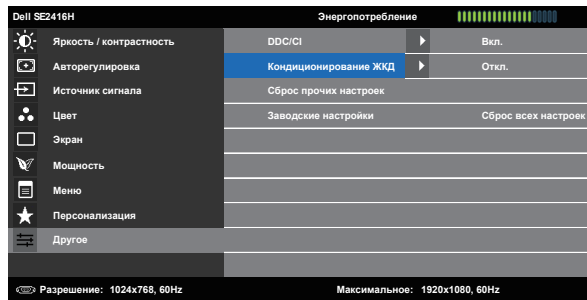 Dell SE2416H Энергопотребление
Яркость / контрастность DDC/CI Вкл.
Авторегулировка Кондиционирование ЖКД Откл.
Источник сигнала Сброс прочих настроек
Цвет Заводские настройки Сброс всех настроек
Экран
Мощность
Меню
Персонализация
Другое
Разрешение: 1024x768, 60Hz Максимальное: 1920x1080, 60Hz